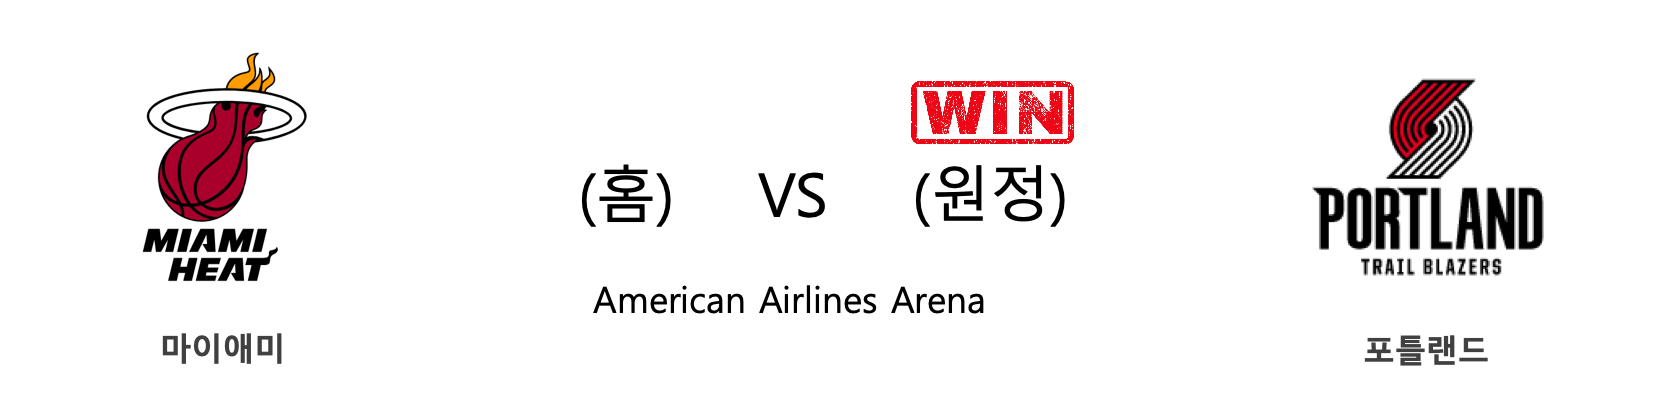 WIN
(홈) VS (원정)
MIAMI
HEAT
PORTLAND
TRAIL BLAZERS
American Airlines Arena
마이애미
포틀랜드